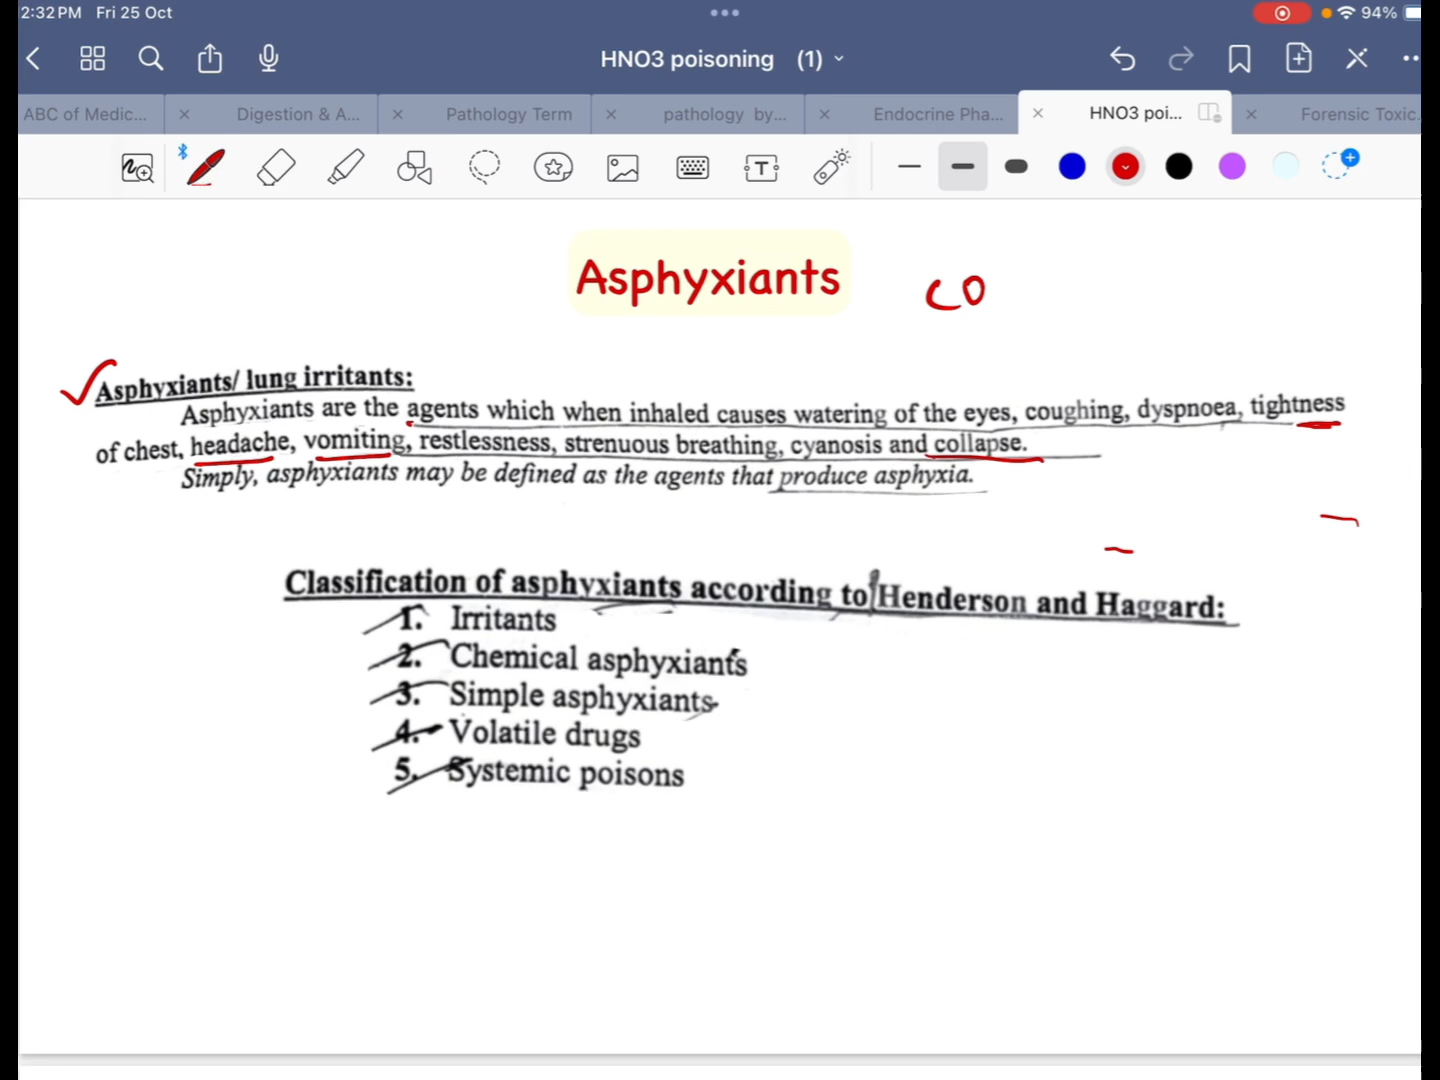 2:32 PM Fri 25 Oct
94%
HNO3 poisoning (1)
ABC of Medic...
Digestion & A...
Pathology Term
pathology by...
Endocrine Pha...
HNO3 poi...
Forensic Toxic.
T
Asphyxiants
CO
Asphyxiants/ lung irritants:
Asphyxiants are the agents which when inhaled causes watering of the eyes, coughing, dyspnoea, tightness
of chest, headache, vomiting, restlessness, strenuous breathing, cyanosis and collapse.
Simply, asphyxiants may be defined as the agents that produce asphyxia.
Classification of asphyxiants according to Henderson and Haggard:
1. Irritants
2. Chemical asphyxiants
3. Simple asphyxiants
4. Volatile drugs
5. Systemic poisons